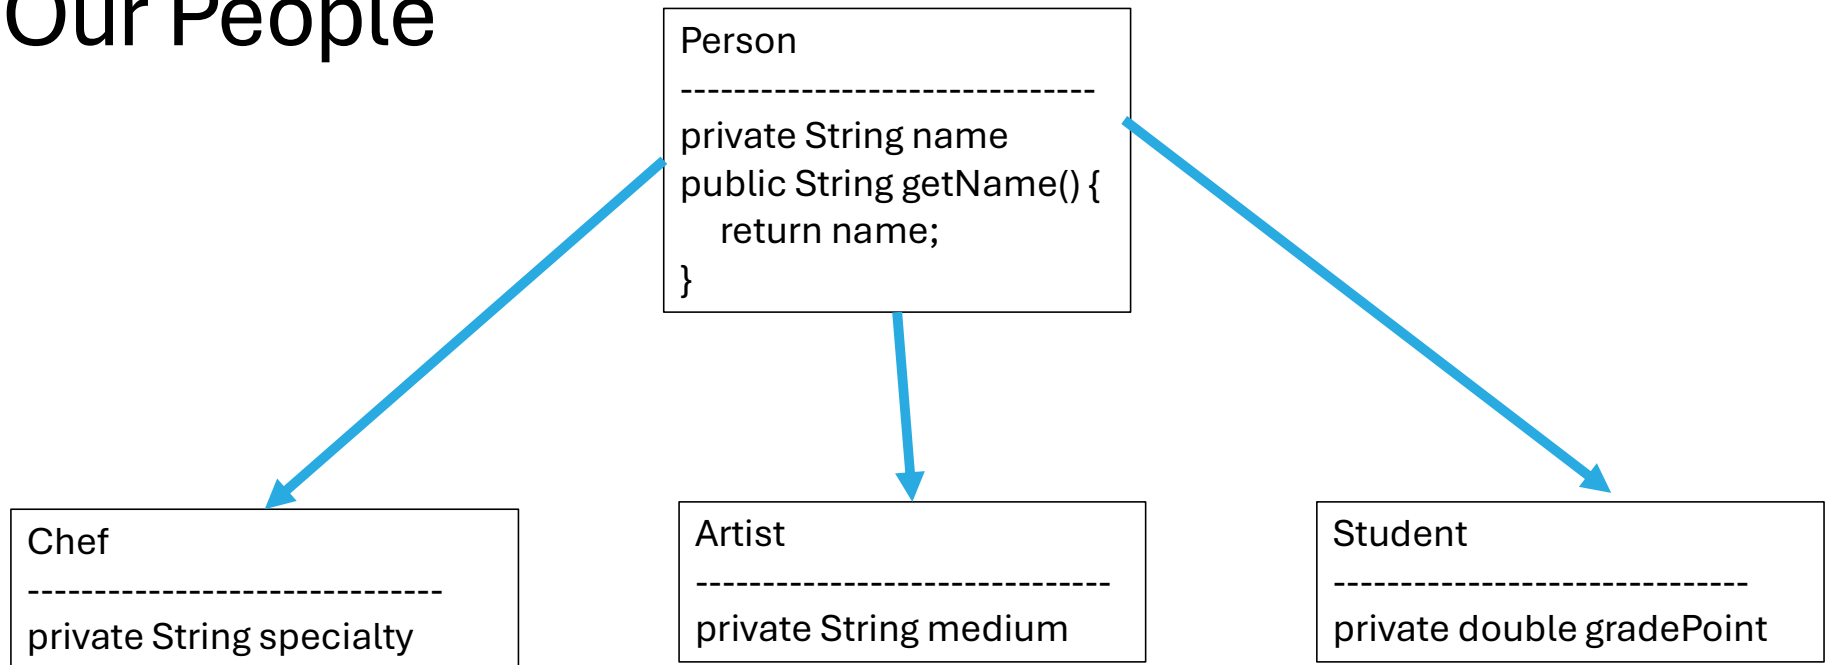 Our People
Person
-------------------------------
private String name
public String getName() {
return name;
}
Chef
-------------------------------
private String specialty
Artist
-------------------------------
private String medium
Student
-------------------------------
private double gradePoint